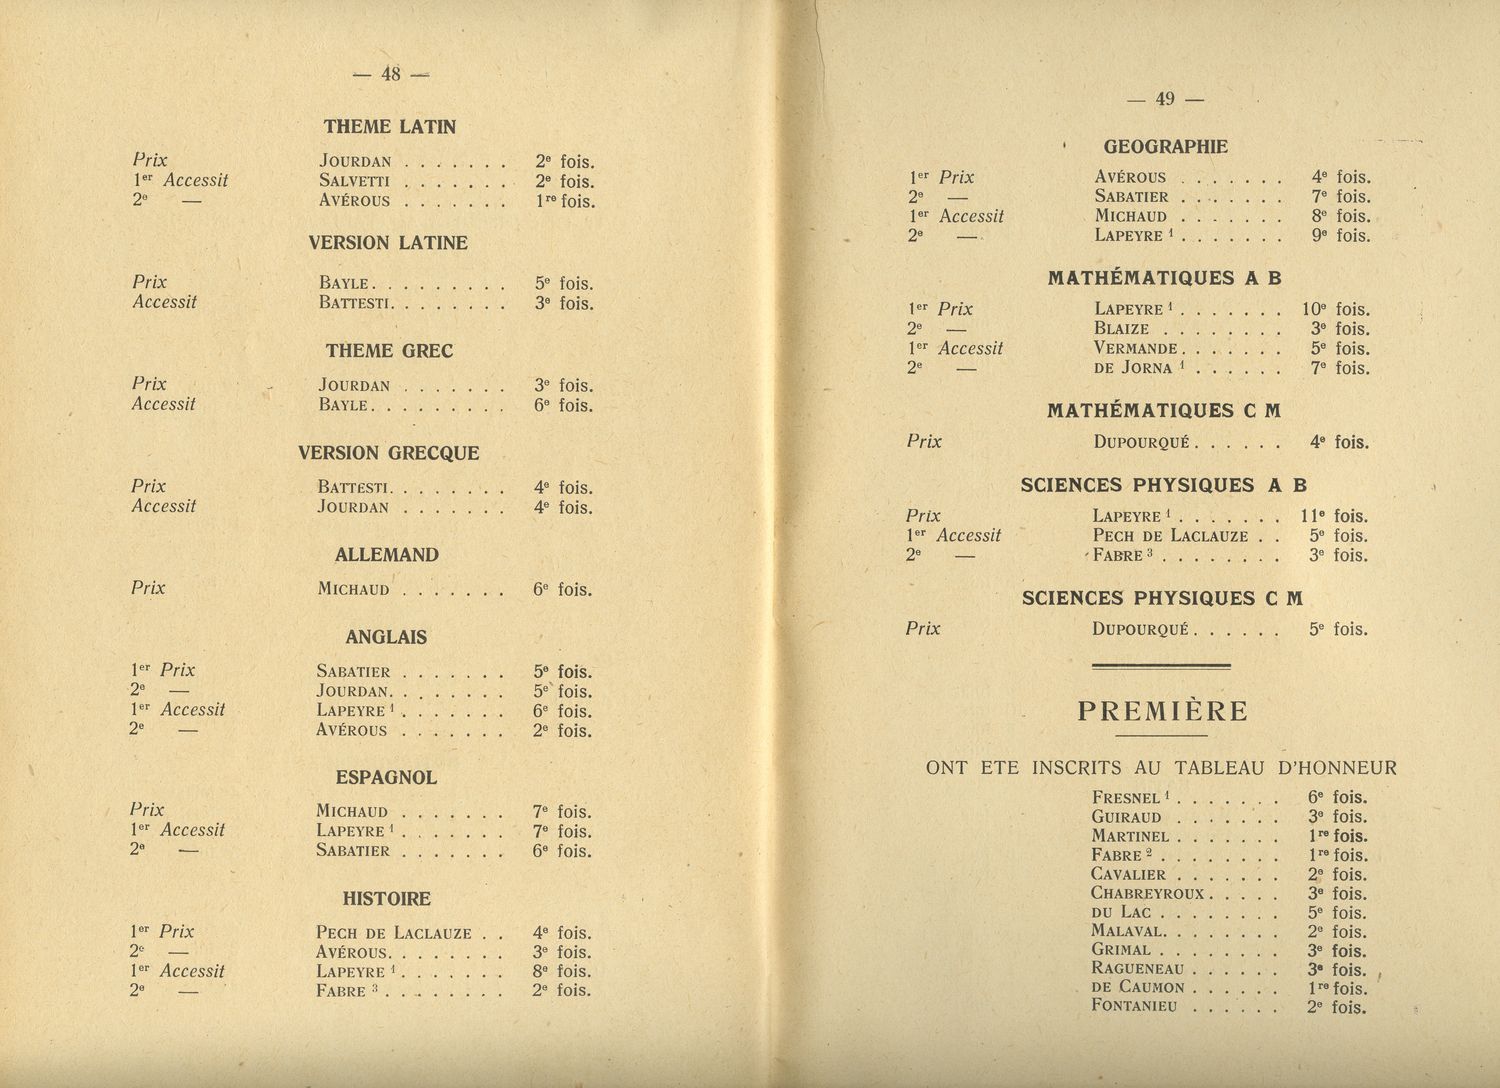 — 48 —
THEME LATIN
Prix JOURDAN . . . . . . . 2e fois.
1er Accessit SALVETTI . . . . . . . 2e fois.
2e — AVÉROUS . . . . . . . 1re fois.
VERSION LATINE
Prix BAYLE. . . . . . . . . 5e fois.
Accessit BATTESTI. . . . . . . . 3e fois.
THEME GREC
Prix JOURDAN . . . . . . . 3e fois.
Accessit BAYLE. . . . . . . . . 6e fois.
VERSION GRECQUE
Prix BATTESTI. . . . . . . . 4e fois.
Accessit JOURDAN . . . . . . . 4e fois.
ALLEMAND
Prix MICHAUD . . . . . . . 6e fois.
ANGLAIS
1er Prix SABATIER . . . . . . . 5e fois.
2e — JOURDAN. . . . . . . . 5e fois.
1er Accessit LAPEYRE 1 . . . . . . . 6e fois.
2e — AVÉROUS . . . . . . . 2e fois.
ESPAGNOL
Prix MICHAUD . . . . . . . 7e fois.
1er Accessit LAPEYRE 1 . . . . . . . 7e fois.
2e — SABATIER . . . . . . . 6e fois.
HISTOIRE
1er Prix PECH DE LACLAUZE . . 4e fois.
2e — AVÉROUS. . . . . . . . 3e fois.
1er Accessit LAPEYRE 1 . . . . . . . 8e fois.
2e — FABRE 3 . . . . . . . . 2e fois.
— 49 —
GEOGRAPHIE
1er Prix AVÉROUS . . . . . . . 4e fois.
2e — SABATIER . . . . . . . 7e fois.
1er Accessit MICHAUD . . . . . . . 8e fois.
2e — LAPEYRE 1 . . . . . . . 9e fois.
MATHÉMATIQUES A B
1er Prix LAPEYRE 1 . . . . . . . 10e fois.
2e — BLAIZE . . . . . . . . 3e fois.
1er Accessit VERMANDE. . . . . . . 5e fois.
2e — DE JORNA 1 . . . . . . 7e fois.
MATHÉMATIQUES C M
Prix DUPOURQUÉ. . . . . . 4e fois.
SCIENCES PHYSIQUES A B
Prix LAPEYRE 1 . . . . . . . 11e fois.
1er Accessit PECH DE LACLAUZE . . 5e fois.
2e — FABRE 3 . . . . . . . . 3e fois.
SCIENCES PHYSIQUES C M
Prix DUPOURQUÉ. . . . . . 5e fois.
PREMIÈRE
ONT ETE INSCRITS AU TABLEAU D'HONNEUR
FRESNEL 1 . . . . . . . 6e fois.
GUIRAUD . . . . . . . 3e fois.
MARTINEL . . . . . . . 1re fois.
FABRE 2 . . . . . . . . 1re fois.
CAVALIER . . . . . . . 2e fois.
CHABREYROUX. . . . . 3e fois.
DU LAC . . . . . . . . 5e fois.
MALAVAL. . . . . . . . 2e fois.
GRIMAL . . . . . . . . 3e fois.
RAGUENEAU . . . . . . 3e fois.
DE CAUMON . . . . . . 1re fois.
FONTANIEU . . . . . . 2e fois.